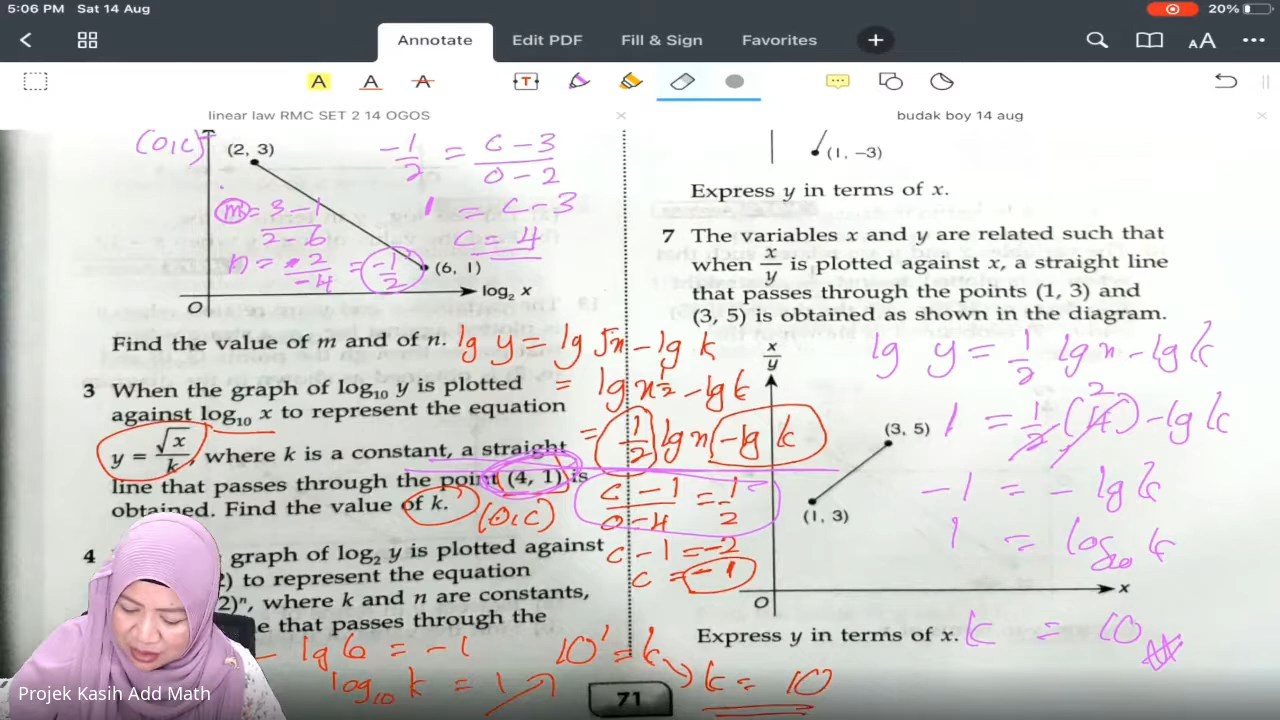 5:06 PM Sat 14 Aug
20%
Annotate
Edit PDF
Fill & Sign
Favorites
linear law RMC SET 2 14 OGOS
budak boy 14 aug
(0,c)
(2, 3)
m = 3 - 1 / 2 - 6
= -2 / -4 = -1/2
(6, 1)
log₂ x
O
-1/2 = c - 3 / 0 - 2
1 = c - 3
c = 4
Find the value of m and of n.
3 When the graph of log₁₀ y is plotted
against log₁₀ x to represent the equation
y = √x / k, where k is a constant, a straight
line that passes through the point (4, 1) is
obtained. Find the value of k.
lg y = lg √x - lg k
= lg x^½ - lg k
= 1/2 lg x - lg k
(0,c)
c - 1 / 0 - 4 = 1/2
c - 1 = -2
c = -1
4
graph of log₂ y is plotted against
2) to represent the equation
2)ⁿ, where k and n are constants,
e that passes through the
- lg k = -1
log₁₀ k = 1
10¹ = k
k = 10
71
(1, -3)
Express y in terms of x.
7 The variables x and y are related such that
when x/y is plotted against x, a straight line
that passes through the points (1, 3) and
(3, 5) is obtained as shown in the diagram.
x/y
(3, 5)
(1, 3)
O
x
lg y = 1/2 lg x - lg k
1 = 1/2 (4) - lg k
2
-1 = - lg k
1 = log₁₀ k
k = 10
Express y in terms of x.
Projek Kasih Add Math